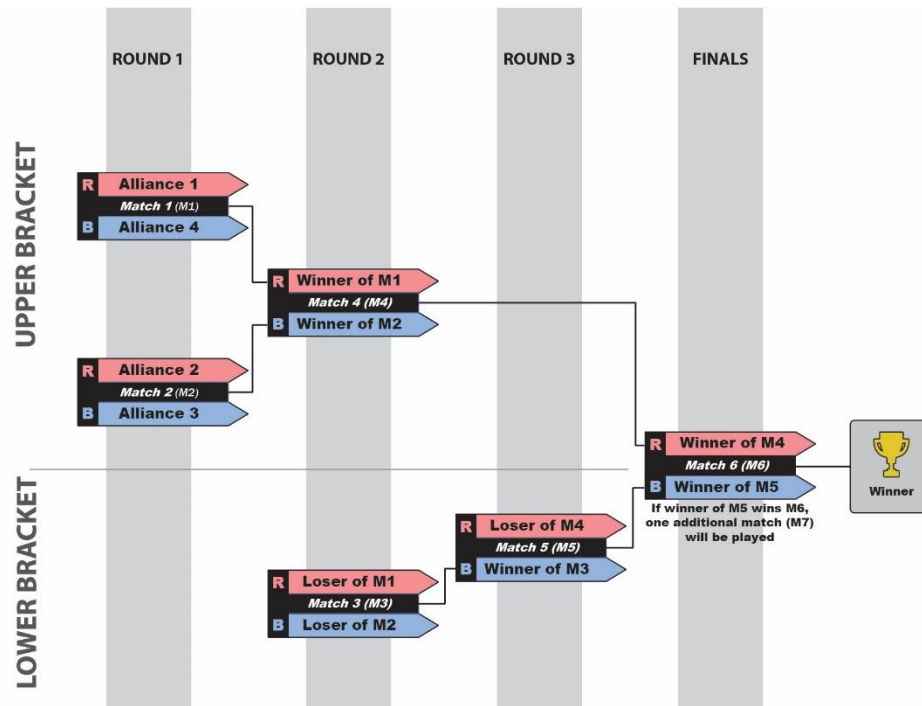 ROUND 1
ROUND 2
ROUND 3
FINALS
UPPER BRACKET
R Alliance 1
Match 1 (M1)
B Alliance 4
R Winner of M1
Match 4 (M4)
B Winner of M2
R Alliance 2
Match 2 (M2)
B Alliance 3
R Winner of M4
Match 6 (M6)
B Winner of M5
If winner of M5 wins M6,
one additional match (M7)
will be played
Winner
LOWER BRACKET
R Loser of M4
Match 5 (M5)
B Winner of M3
R Loser of M1
Match 3 (M3)
B Loser of M2